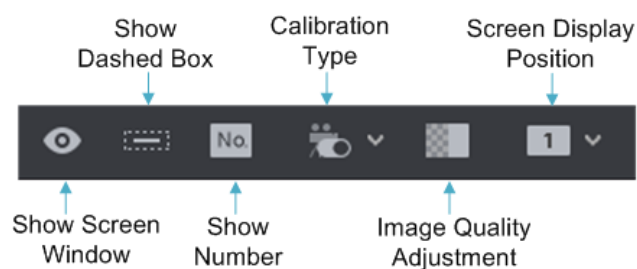 Show
Dashed Box
Calibration
Type
Screen Display
Position
No.
1
Show Screen
Window
Show
Number
Image Quality
Adjustment